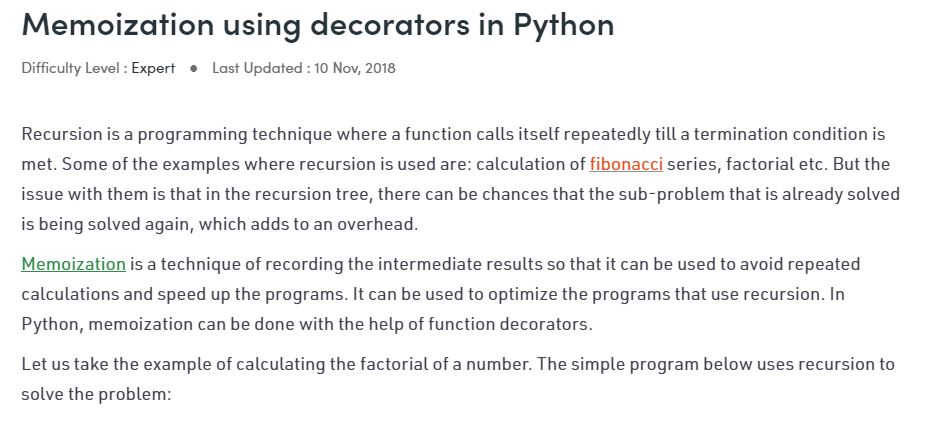 Memoization using decorators in Python
Difficulty Level : Expert ● Last Updated : 10 Nov, 2018
Recursion is a programming technique where a function calls itself repeatedly till a termination condition is
met. Some of the examples where recursion is used are: calculation of fibonacci series, factorial etc. But the
issue with them is that in the recursion tree, there can be chances that the sub-problem that is already solved
is being solved again, which adds to an overhead.
Memoization is a technique of recording the intermediate results so that it can be used to avoid repeated
calculations and speed up the programs. It can be used to optimize the programs that use recursion. In
Python, memoization can be done with the help of function decorators.
Let us take the example of calculating the factorial of a number. The simple program below uses recursion to
solve the problem: